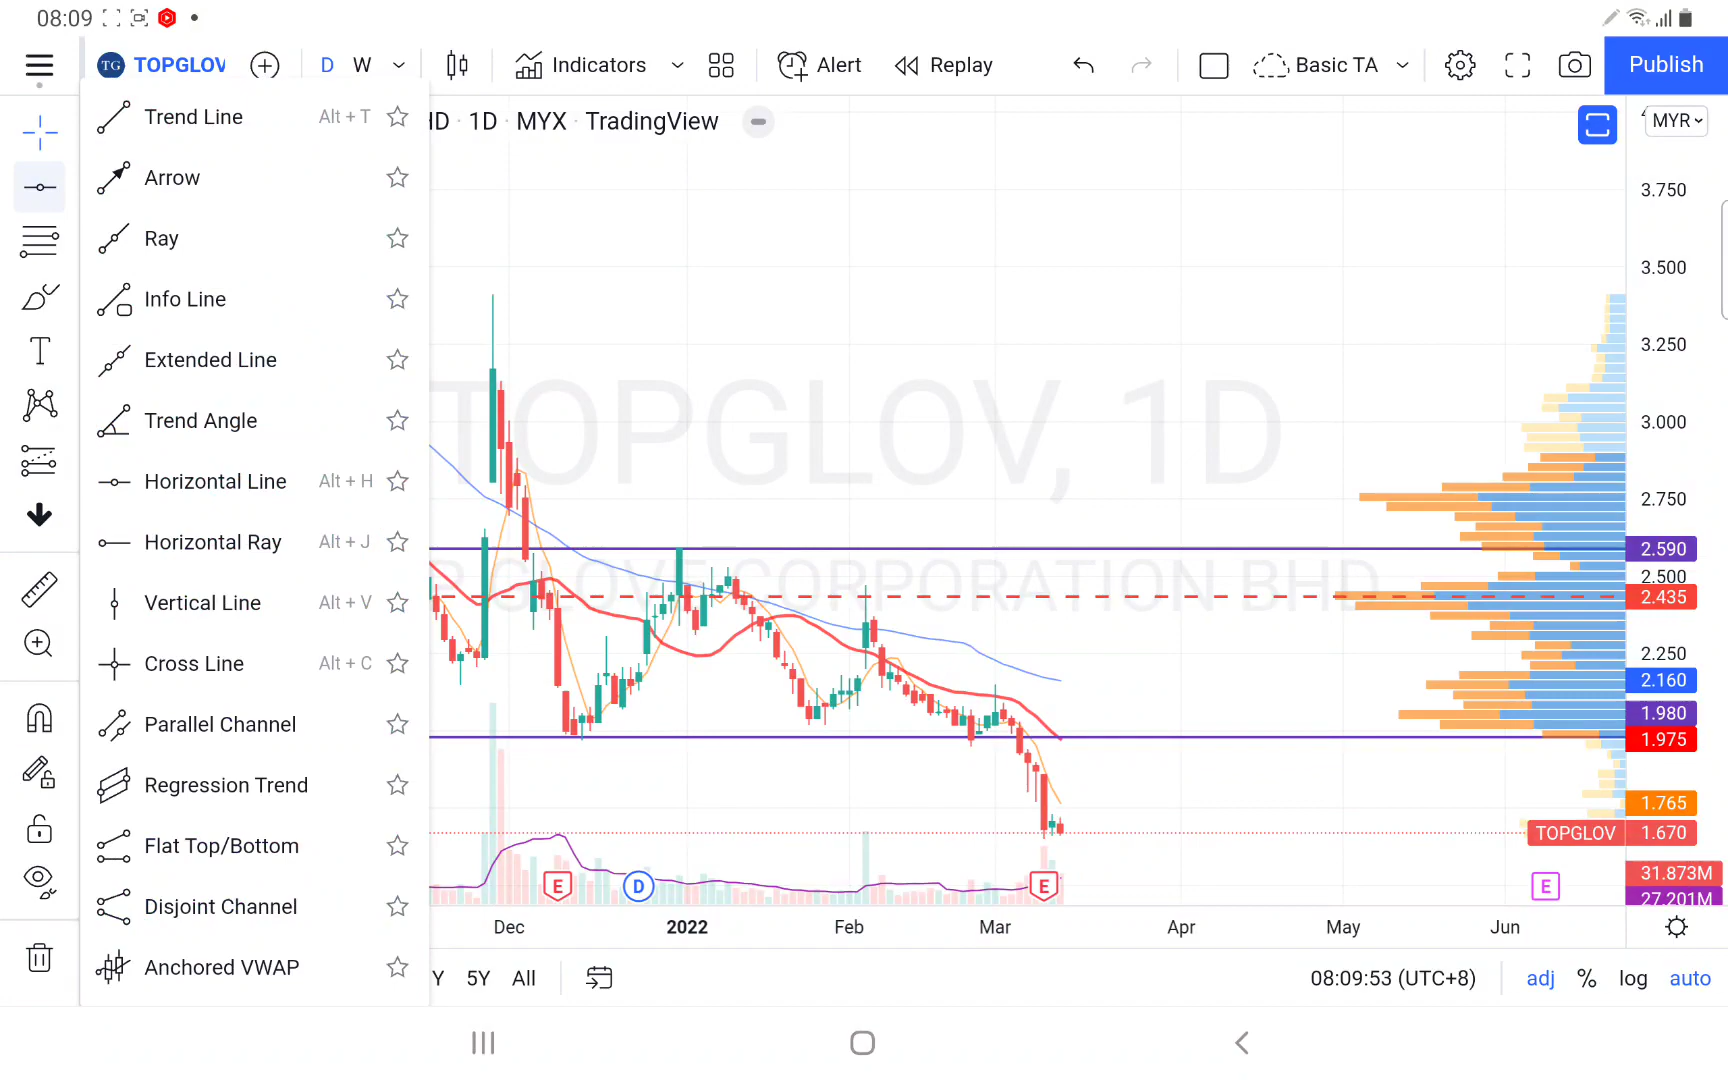 08:09
TG TOPGLOV D W Indicators Alert Replay Basic TA Publish
Trend Line Alt + T
Arrow
Ray
Info Line
Extended Line
Trend Angle
Horizontal Line Alt + H
Horizontal Ray Alt + J
Vertical Line Alt + V
Cross Line Alt + C
Parallel Channel
Regression Trend
Flat Top/Bottom
Disjoint Channel
Anchored VWAP
HD · 1D · MYX · TradingView
MYR
TOPGLOV, 1D
P GLOVE CORPORATION BHD
3.750
3.500
3.250
3.000
2.750
2.590
2.500
2.435
2.250
2.160
1.980
1.975
1.765
TOPGLOV 1.670
31.873M
27.201M
E D E E
Dec 2022 Feb Mar Apr May Jun
Y 5Y All 08:09:53 (UTC+8) adj % log auto